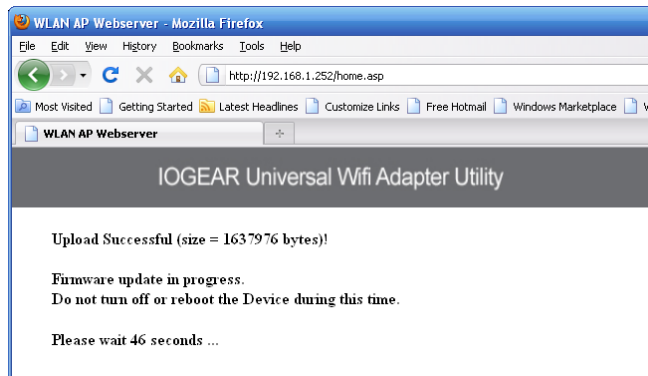 WLAN AP Webserver - Mozilla Firefox
File Edit View History Bookmarks Tools Help
http://192.168.1.252/home.asp
Most Visited Getting Started Latest Headlines Customize Links Free Hotmail Windows Marketplace
WLAN AP Webserver
IOGEAR Universal Wifi Adapter Utility
Upload Successful (size = 1637976 bytes)!
Firmware update in progress.
Do not turn off or reboot the Device during this time.
Please wait 46 seconds ...